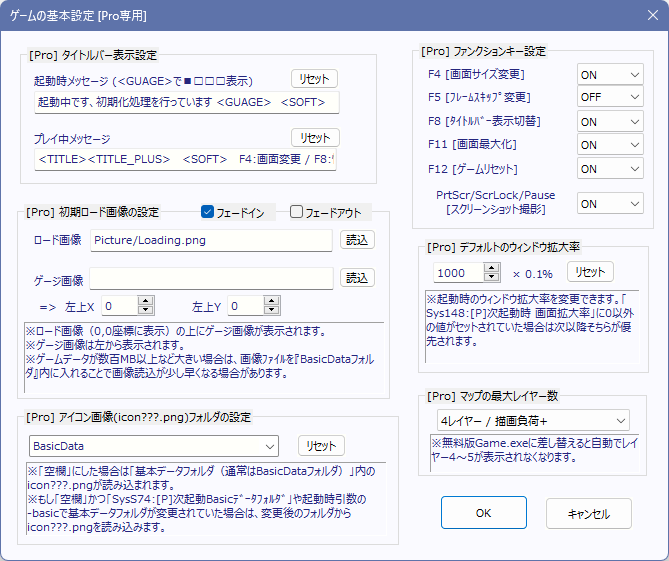 ゲームの基本設定 [Pro専用]
[Pro] タイトルバー表示設定
起動時メッセージ (<GUAGE>で■□□□表示)
リセット
起動中です、初期化処理を行っています <GUAGE>　<SOFT>
プレイ中メッセージ
リセット
<TITLE><TITLE_PLUS>　<SOFT>　F4:画面変更 / F8:
[Pro] 初期ロード画像の設定
フェードイン
フェードアウト
ロード画像
Picture/Loading.png
読込
ゲージ画像
読込
=> 左上X
0
左上Y
0
※ロード画像（0,0座標に表示）の上にゲージ画像が表示されます。
※ゲージ画像は左から表示されます。
※ゲームデータが数百MB以上など大きい場合は、画像ファイルを『BasicDataフォル
ダ』内に入れることで画像読込が少し早くなる場合があります。
[Pro] アイコン画像(icon???.png)フォルダの設定
BasicData
リセット
※「空欄」にした場合は「基本データフォルダ（通常はBasicDataフォルダ）」内の
icon???.pngが読み込まれます。
※もし「空欄」かつ「SysS74:[P]次起動Basicﾃﾞｰﾀﾌｫﾙﾀﾞ」や起動時引数の
-basicで基本データフォルダが変更されていた場合は、変更後のフォルダから
icon???.pngを読み込みます。
[Pro] ファンクションキー設定
F4 [画面サイズ変更]
ON
F5 [ﾌﾚｰﾑｽｷｯﾌﾟ変更]
OFF
F8 [ﾀｲﾄﾙﾊﾞｰ表示切替]
ON
F11 [画面最大化]
ON
F12 [ゲームリセット]
ON
PrtScr/ScrLock/Pause
[スクリーンショット撮影]
ON
[Pro] デフォルトのウィンドウ拡大率
1000
× 0.1%
リセット
※起動時のウィンドウ拡大率を変更できます。「
Sys148:[P]次起動時 画面拡大率」に0以外
の値がセットされていた場合は次以降そちらが優
先されます。
[Pro] マップの最大レイヤー数
4レイヤー / 描画負荷+
※無料版Game.exeに差し替えると自動でレイ
ヤ4～5が表示されなくなります。
OK
キャンセル